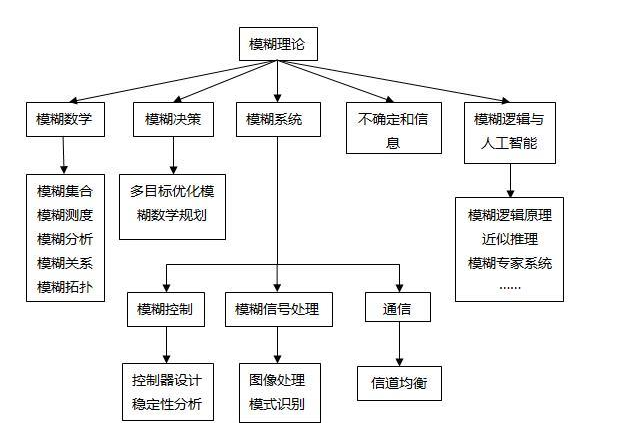 模糊理论
模糊数学
模糊决策
模糊系统
不确定和信
息
模糊逻辑与
人工智能
模糊集合
模糊测度
模糊分析
模糊关系
模糊拓扑
多目标优化模
糊数学规划
模糊逻辑原理
近似推理
模糊专家系统
……
模糊控制
模糊信号处理
通信
控制器设计
稳定性分析
图像处理
模式识别
信道均衡